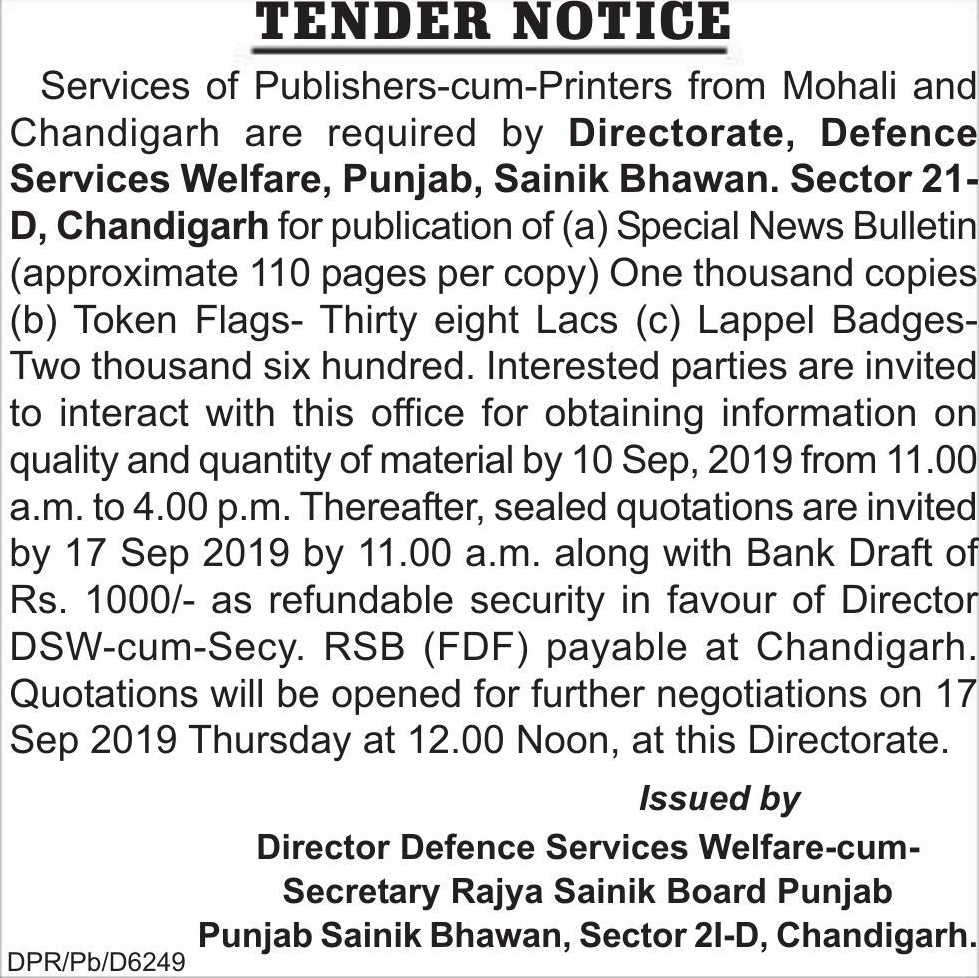 TENDER NOTICE
Services of Publishers-cum-Printers from Mohali and
Chandigarh are required by Directorate, Defence
Services Welfare, Punjab, Sainik Bhawan. Sector 21-
D, Chandigarh for publication of (a) Special News Bulletin
(approximate 110 pages per copy) One thousand copies
(b) Token Flags- Thirty eight Lacs (c) Lappel Badges-
Two thousand six hundred. Interested parties are invited
to interact with this office for obtaining information on
quality and quantity of material by 10 Sep, 2019 from 11.00
a.m. to 4.00 p.m. Thereafter, sealed quotations are invited
by 17 Sep 2019 by 11.00 a.m. along with Bank Draft of
Rs. 1000/- as refundable security in favour of Director
DSW-cum-Secy. RSB (FDF) payable at Chandigarh.
Quotations will be opened for further negotiations on 17
Sep 2019 Thursday at 12.00 Noon, at this Directorate.
Issued by
Director Defence Services Welfare-cum-
Secretary Rajya Sainik Board Punjab
Punjab Sainik Bhawan, Sector 2I-D, Chandigarh.
DPR/Pb/D6249